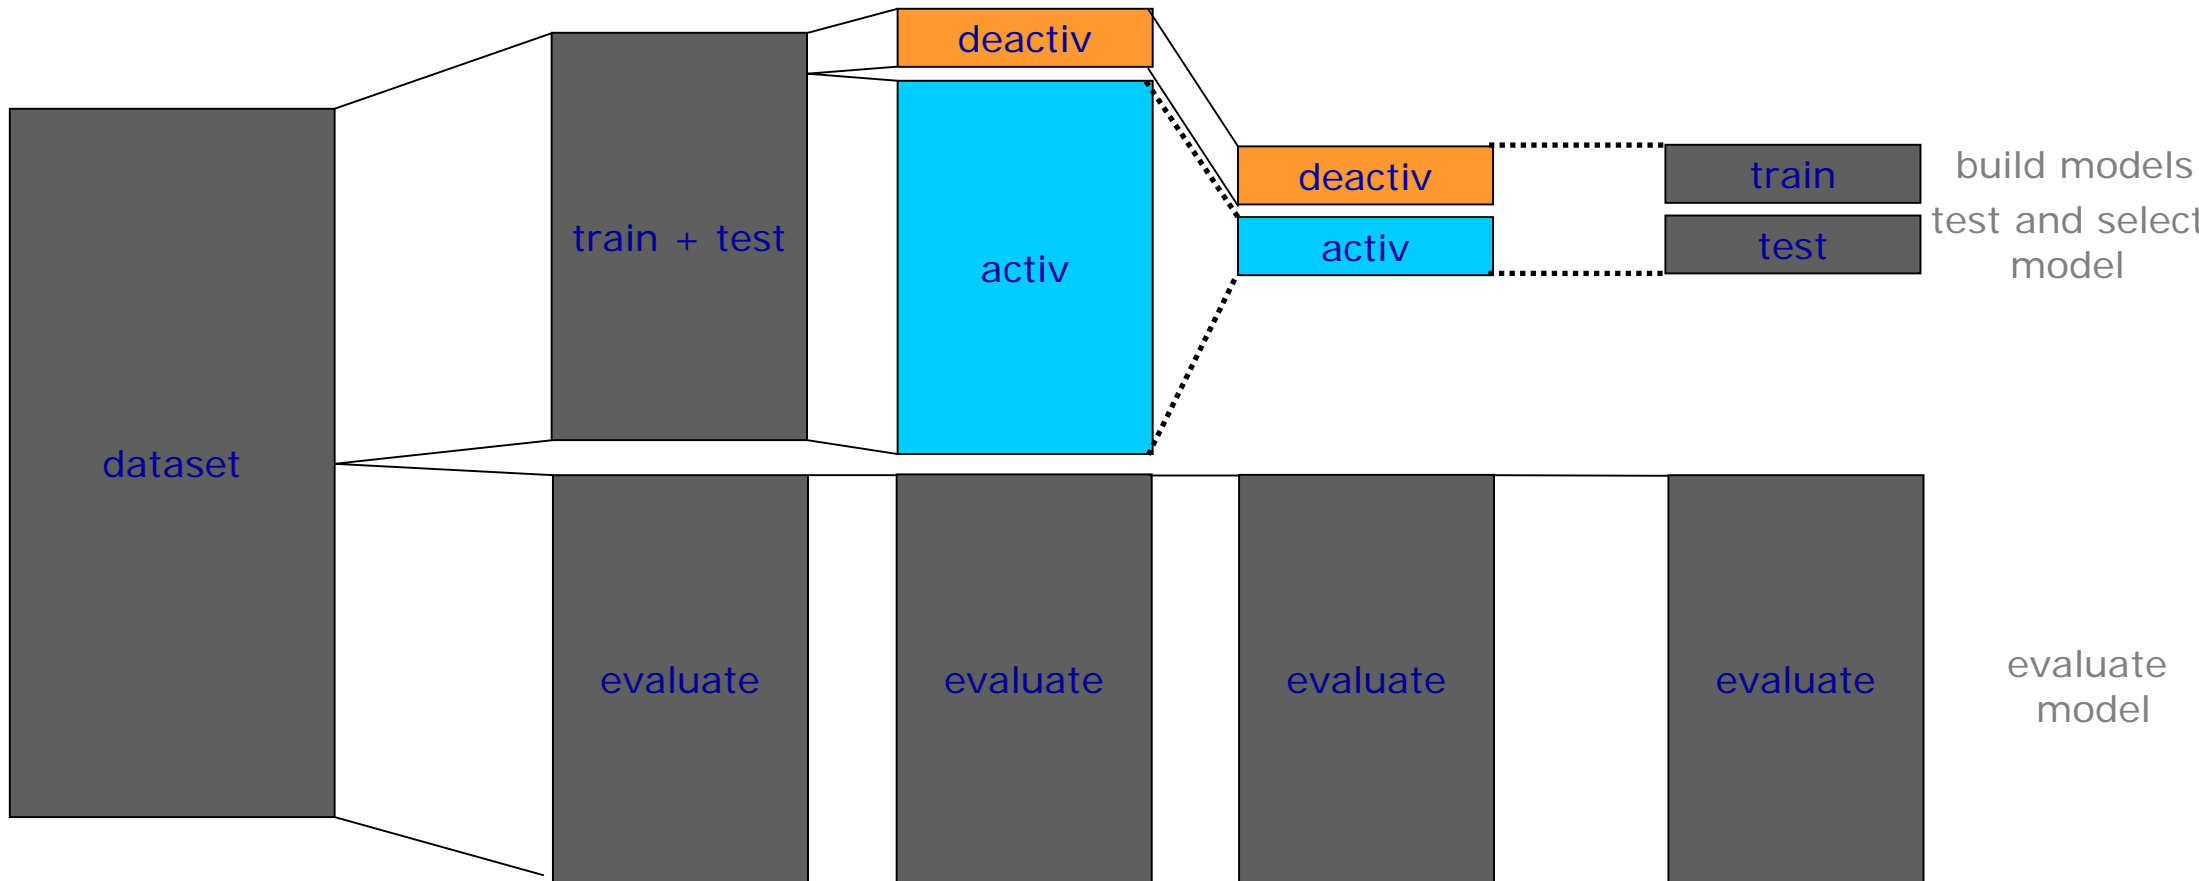 deactiv
train + test
activ
dataset
deactiv
activ
train
test
build models
test and select
model
evaluate
evaluate
evaluate
evaluate
evaluate
model